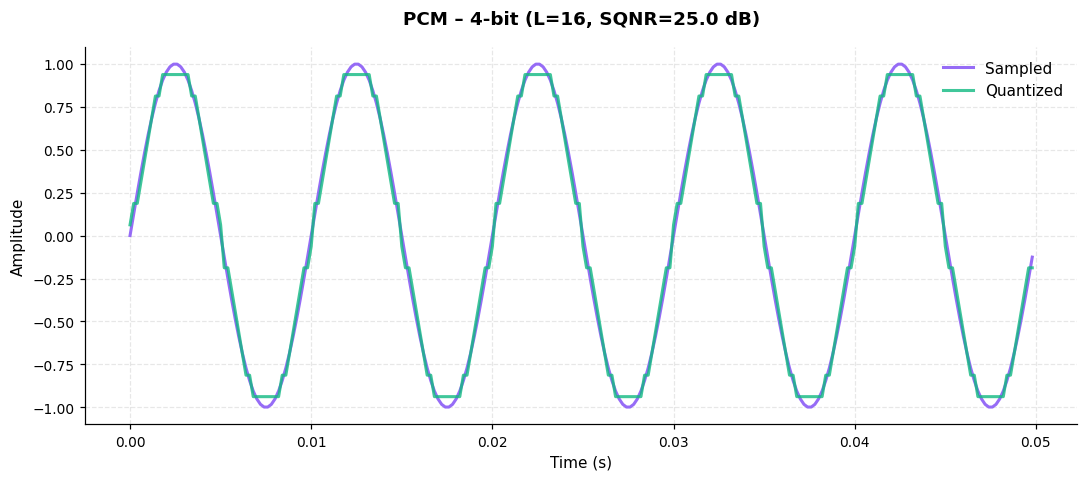 PCM – 4-bit (L=16, SQNR=25.0 dB)
Sampled
Quantized
Amplitude
1.00
0.75
0.50
0.25
0.00
−0.25
−0.50
−0.75
−1.00
0.00 0.01 0.02 0.03 0.04 0.05
Time (s)